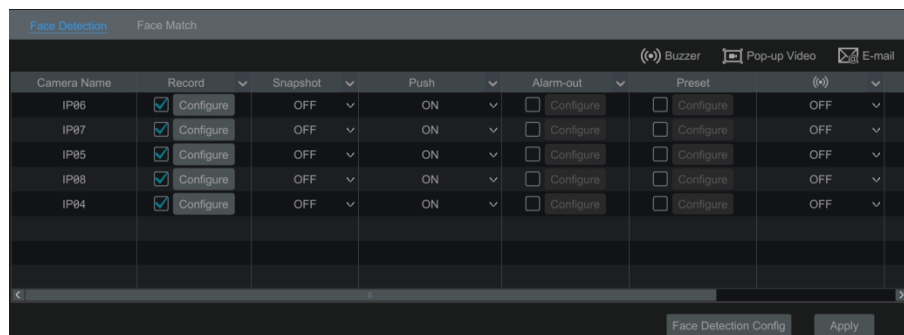 Face Detection Face Match
Buzzer Pop-up Video E-mail
Camera Name Record Snapshot Push Alarm-out Preset
IP06 Configure OFF ON Configure Configure OFF
IP07 Configure OFF ON Configure Configure OFF
IP05 Configure OFF ON Configure Configure OFF
IP08 Configure OFF ON Configure Configure OFF
IP04 Configure OFF ON Configure Configure OFF
Face Detection Config Apply